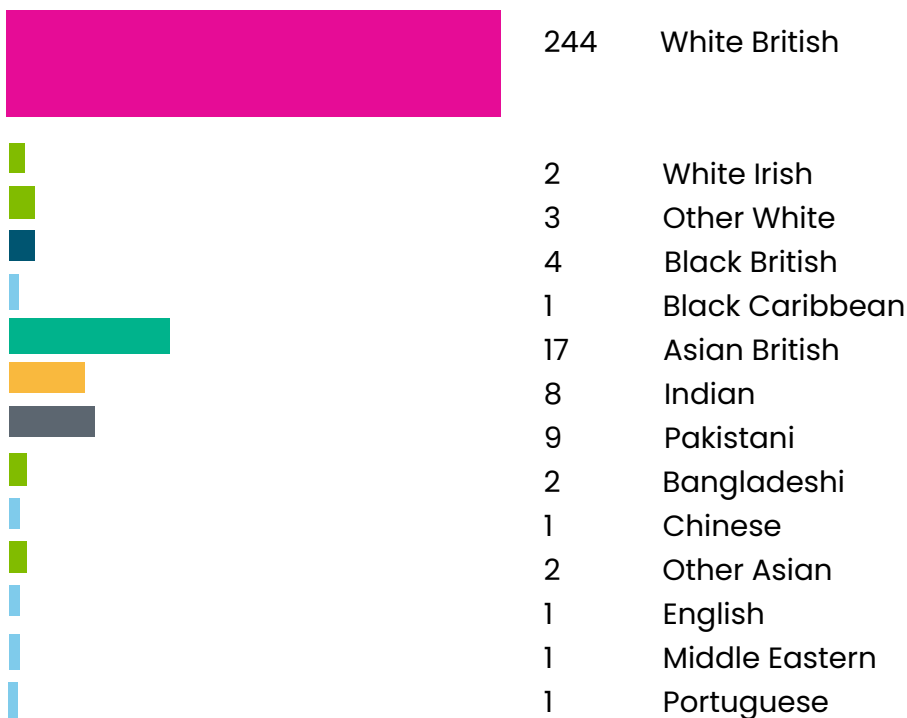 244 White British
2 White Irish
3 Other White
4 Black British
1 Black Caribbean
17 Asian British
8 Indian
9 Pakistani
2 Bangladeshi
1 Chinese
2 Other Asian
1 English
1 Middle Eastern
1 Portuguese